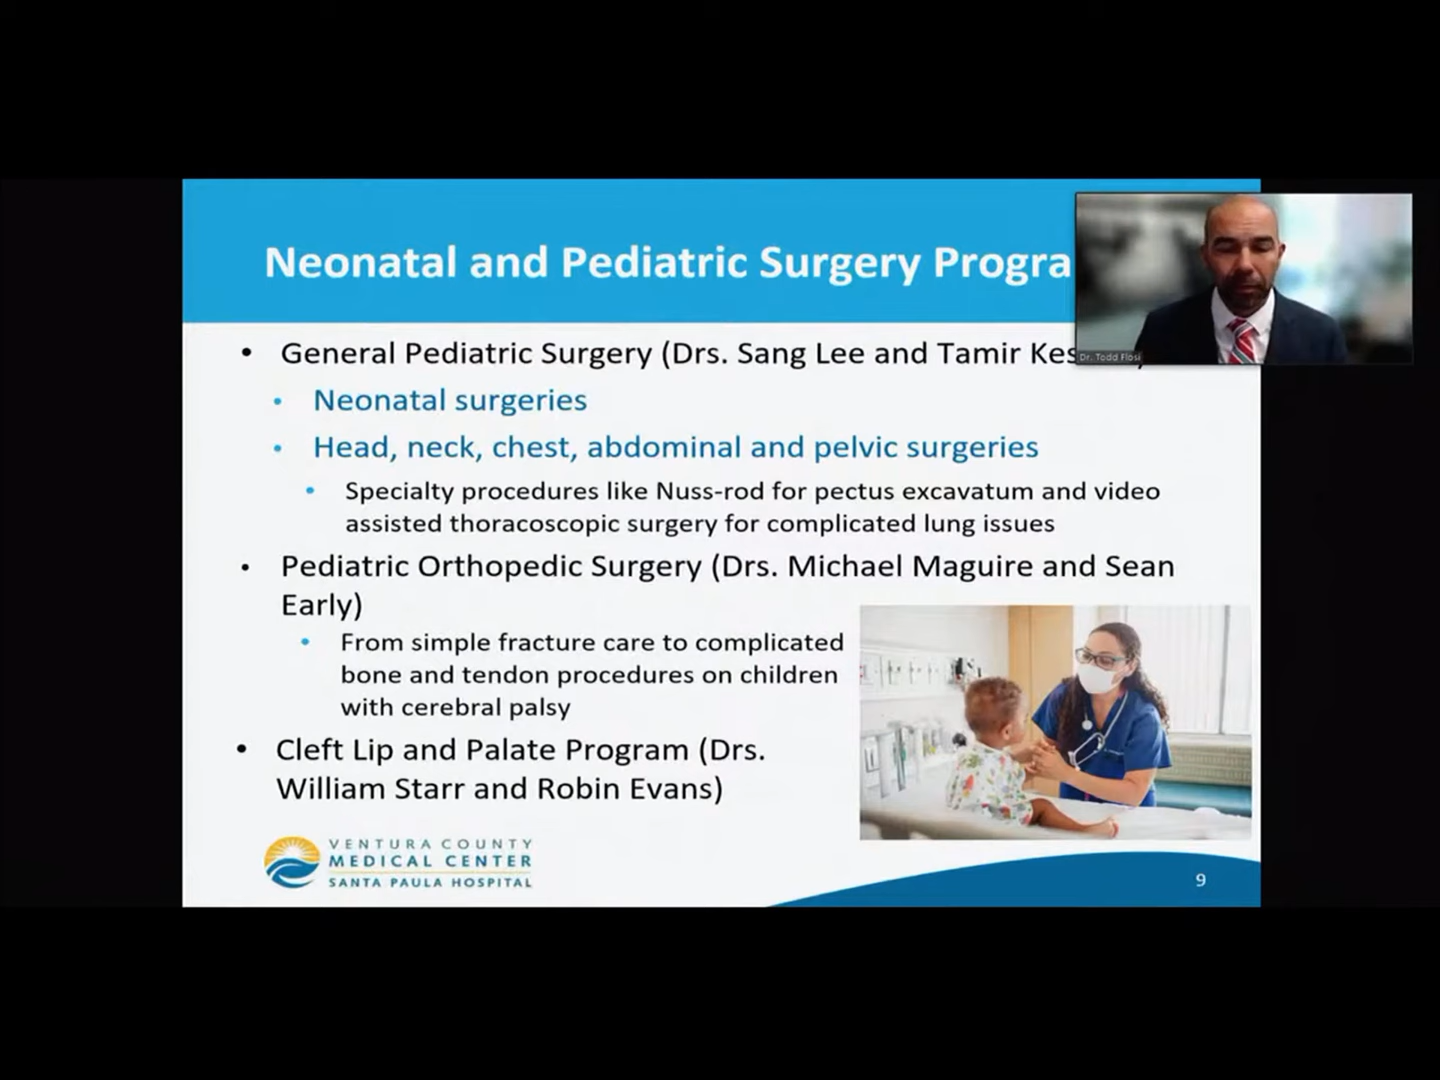 Neonatal and Pediatric Surgery Progra
• General Pediatric Surgery (Drs. Sang Lee and Tamir Kes
Dr. Todd Flosi
• Neonatal surgeries
• Head, neck, chest, abdominal and pelvic surgeries
• Specialty procedures like Nuss-rod for pectus excavatum and video
assisted thoracoscopic surgery for complicated lung issues
• Pediatric Orthopedic Surgery (Drs. Michael Maguire and Sean
Early)
• From simple fracture care to complicated
bone and tendon procedures on children
with cerebral palsy
• Cleft Lip and Palate Program (Drs.
William Starr and Robin Evans)
VENTURA COUNTY
MEDICAL CENTER
SANTA PAULA HOSPITAL
9